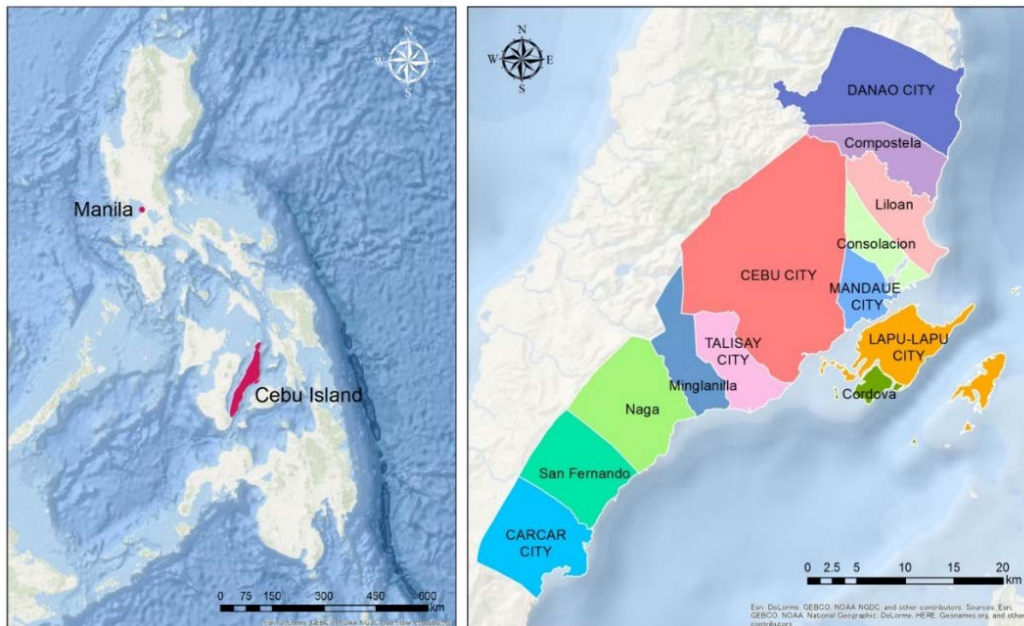 N
W E
S
Manila
Cebu Island
0 75 150 300 450 600
km
N
W E
S
DANAO CITY
Compostela
Liloan
Consolacion
CEBU CITY
MANDAUE
CITY
LAPU-LAPU
CITY
TALISAY
CITY
Cordova
Minglanilla
Naga
San Fernando
CARCAR
CITY
0 2.5 5 10 15 20
km
Esri, DeLorme, GEBCO, NOAA NGDC, and other contributors. Sources: Esri,
GEBCO, NOAA, National Geographic, DeLorme, HERE, Geonames.org, and other
contributors